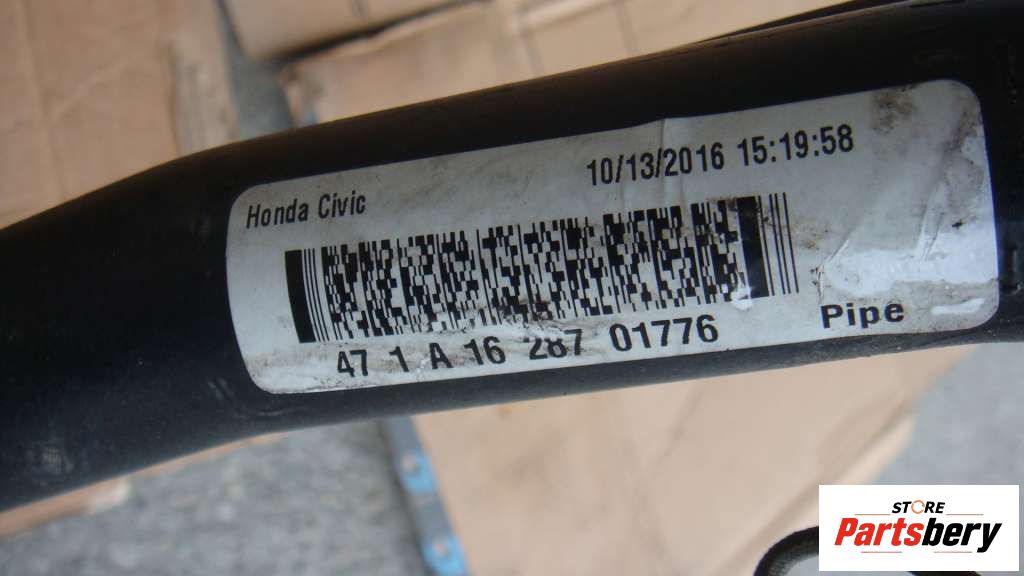 Honda Civic
10/13/2016 15:19:58
47 1 A 16 287 01776
Pipe
STORE
Partsbery